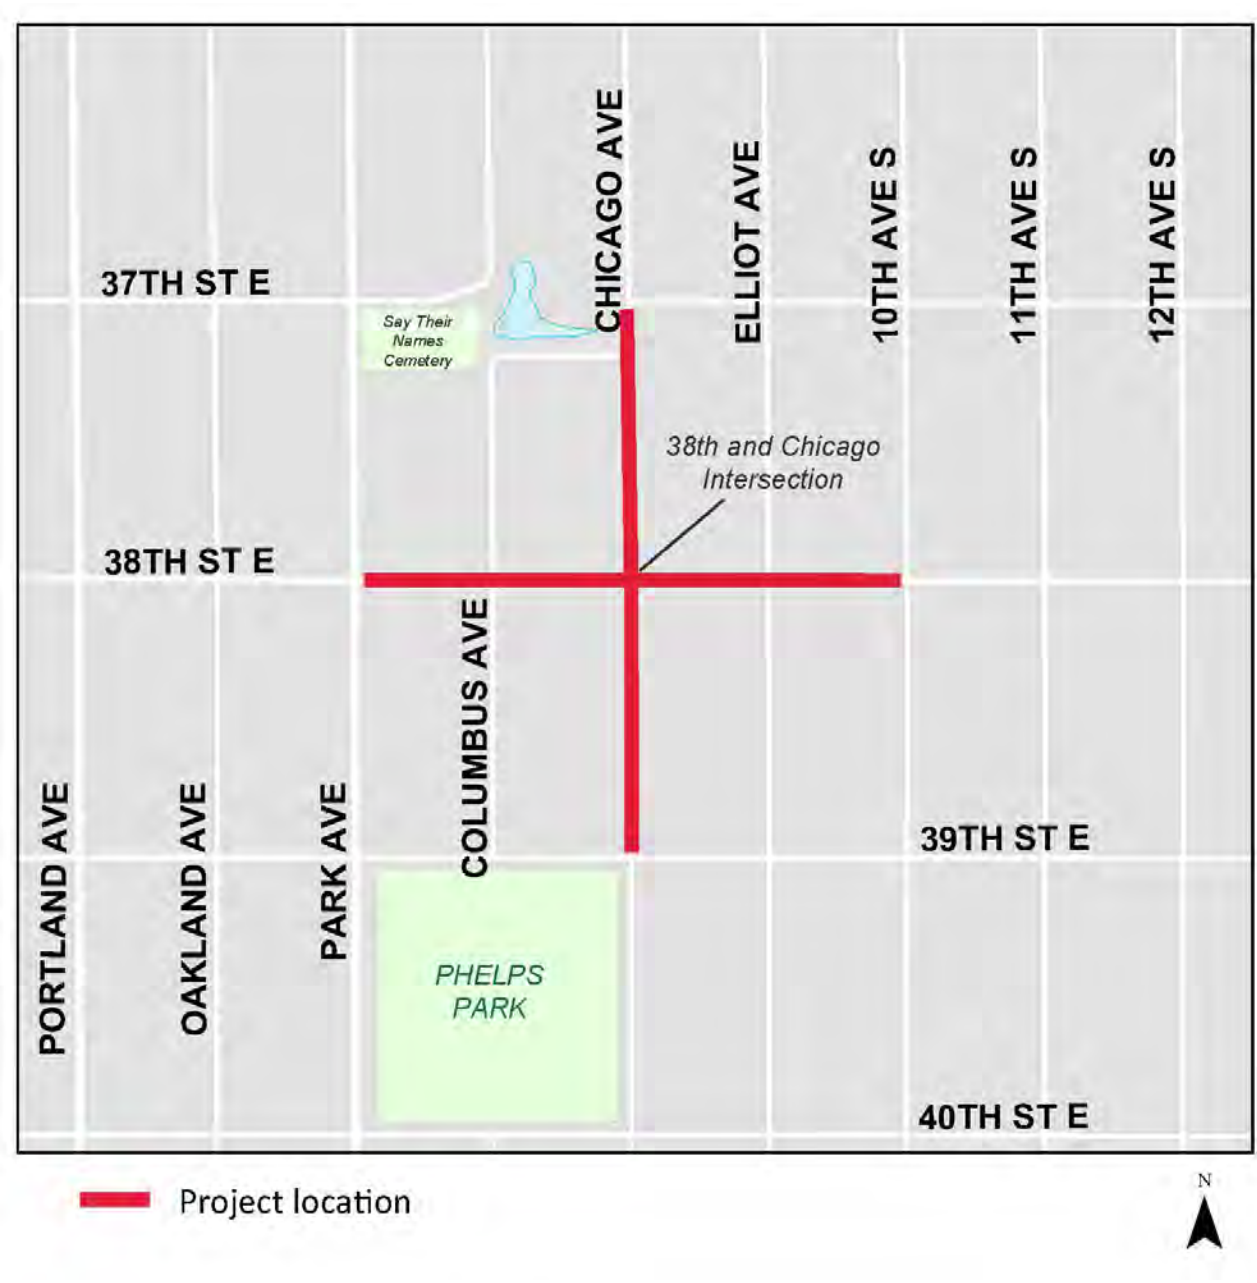 CHICAGO AVE
ELLIOT AVE
10TH AVE S
11TH AVE S
12TH AVE S
37TH ST E
Say Their
Names
Cemetery
38th and Chicago
Intersection
38TH ST E
COLUMBUS AVE
PORTLAND AVE
OAKLAND AVE
PARK AVE
39TH ST E
PHELPS
PARK
40TH ST E
Project location
N